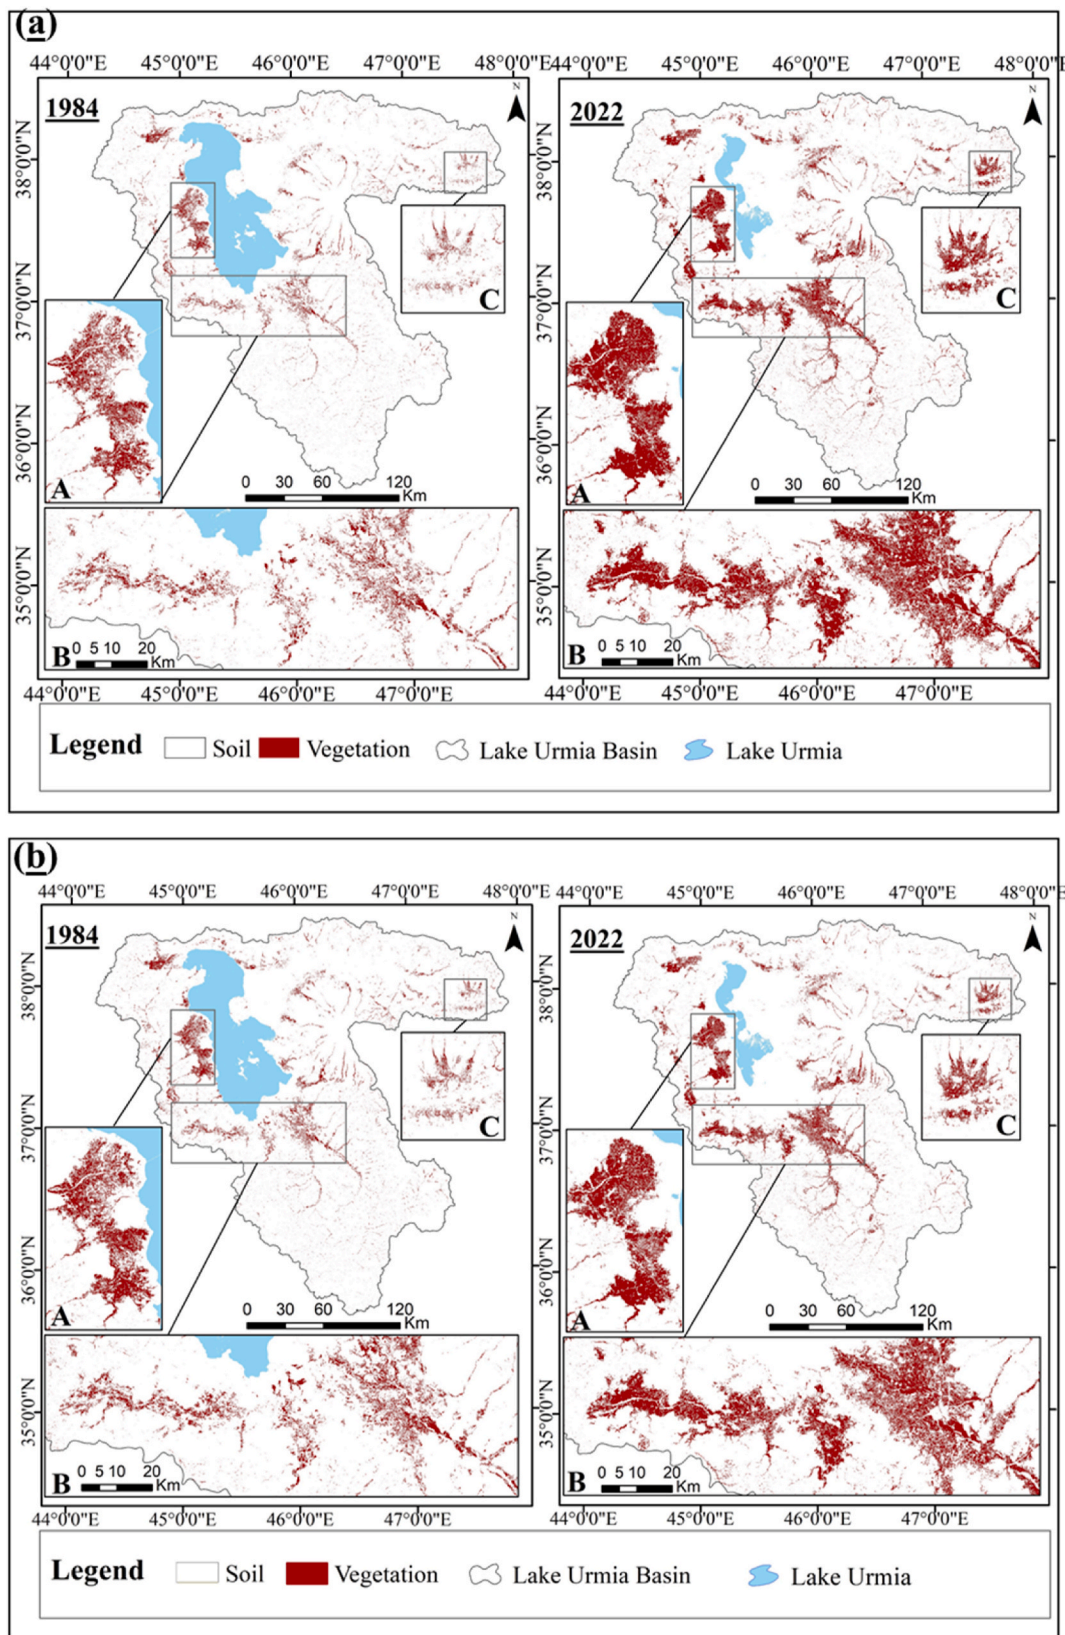 (a)
44°0'0"E 45°0'0"E 46°0'0"E 47°0'0"E 48°0'0"E
44°0'0"E 45°0'0"E 46°0'0"E 47°0'0"E 48°0'0"E
1984
N
2022
N
38°0'0"N
37°0'0"N
36°0'0"N
35°0'0"N
38°0'0"N
37°0'0"N
36°0'0"N
35°0'0"N
C
C
A
0 30 60 120
Km
A
0 30 60 120
Km
B
0 5 10 20
Km
B
0 5 10 20
Km
44°0'0"E 45°0'0"E 46°0'0"E 47°0'0"E
44°0'0"E 45°0'0"E 46°0'0"E 47°0'0"E
Legend Soil Vegetation Lake Urmia Basin Lake Urmia
(b)
44°0'0"E 45°0'0"E 46°0'0"E 47°0'0"E 48°0'0"E
44°0'0"E 45°0'0"E 46°0'0"E 47°0'0"E 48°0'0"E
1984
N
2022
N
38°0'0"N
37°0'0"N
36°0'0"N
35°0'0"N
38°0'0"N
37°0'0"N
36°0'0"N
35°0'0"N
C
C
A
0 30 60 120
Km
A
0 30 60 120
Km
B
0 5 10 20
Km
B
0 5 10 20
Km
44°0'0"E 45°0'0"E 46°0'0"E 47°0'0"E
44°0'0"E 45°0'0"E 46°0'0"E 47°0'0"E
Legend Soil Vegetation Lake Urmia Basin Lake Urmia